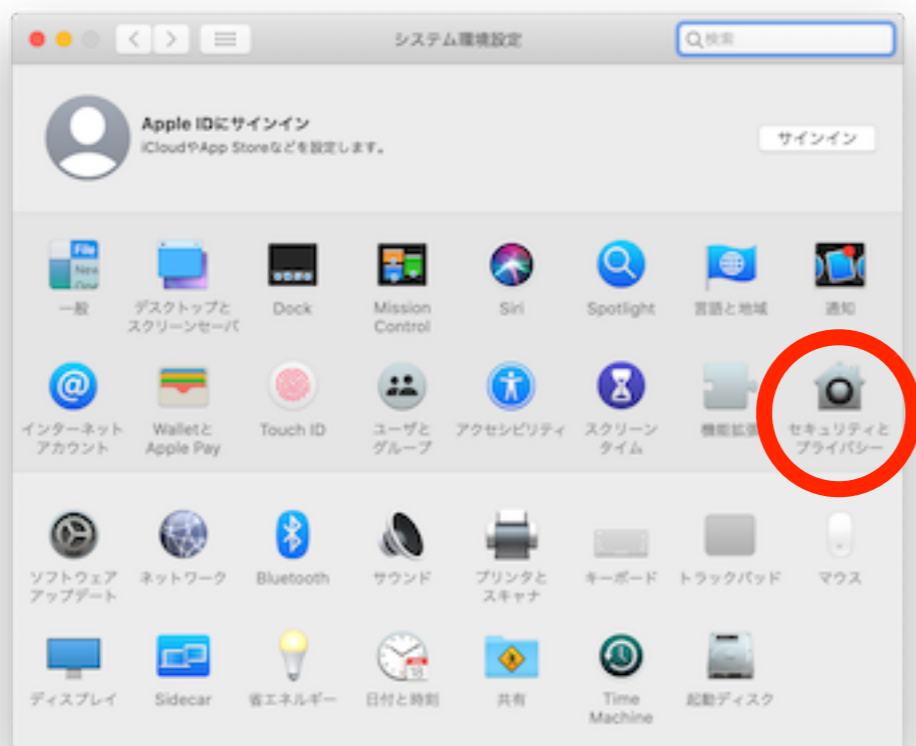 システム環境設定
検索
Apple IDにサインイン
iCloudやApp Storeなどを設定します。
サインイン
File
New
Open
一般
デスクトップと
スクリーンセーバ
Dock
Mission
Control
Siri
Spotlight
言語と地域
通知
インターネット
アカウント
Walletと
Apple Pay
Touch ID
ユーザと
グループ
アクセシビリティ
スクリーン
タイム
機能拡張
セキュリティと
プライバシー
ソフトウェア
アップデート
ネットワーク
Bluetooth
サウンド
プリンタと
スキャナ
キーボード
トラックパッド
マウス
ディスプレイ
Sidecar
省エネルギー
18
日付と時刻
共有
Time
Machine
起動ディスク